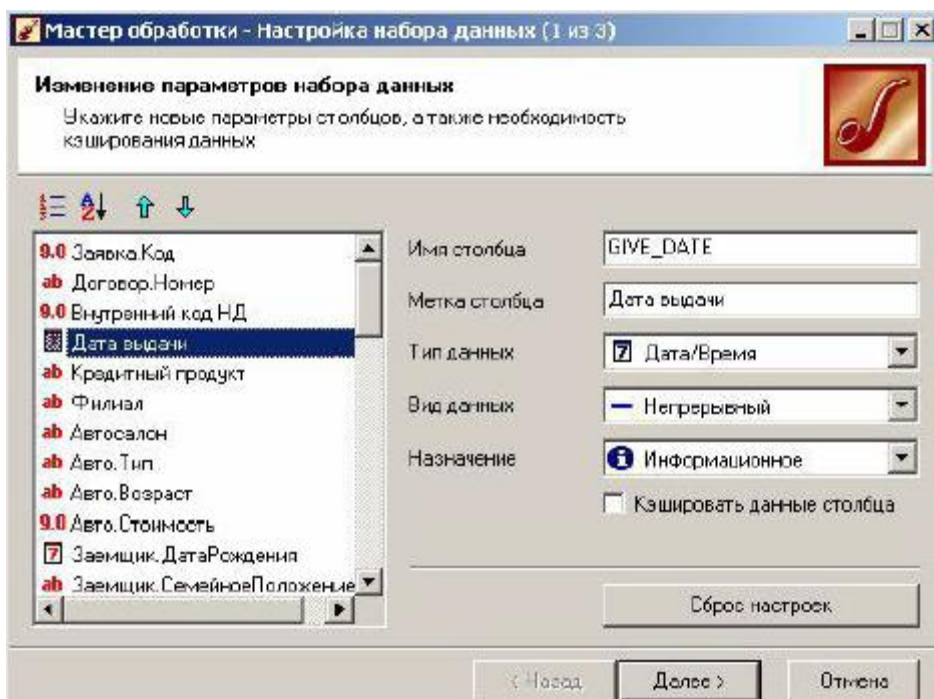 Мастер обработки - Настройка набора данных (1 из 3)
Изменение параметров набора данных
Укажите новые параметры столбцов, а также необходимость
кэширования данных
9.0 Заявка.Код
ab Договор.Номер
9.0 Внутренний код НД
Дата выдачи
ab Кредитный продукт
ab Филиал
ab Автосалон
ab Авто.Тип
ab Авто.Возраст
9.0 Авто.Стоимость
7 Заемщик.ДатаРождения
ab Заемщик.СемейноеПоложение
Имя столбца GIVE_DATE
Метка столбца Дата выдачи
Тип данных 7 Дата/Время
Вид данных Непрерывный
Назначение Информационное
Кэшировать данные столбца
Сброс настроек
< Назад Далее > Отмена